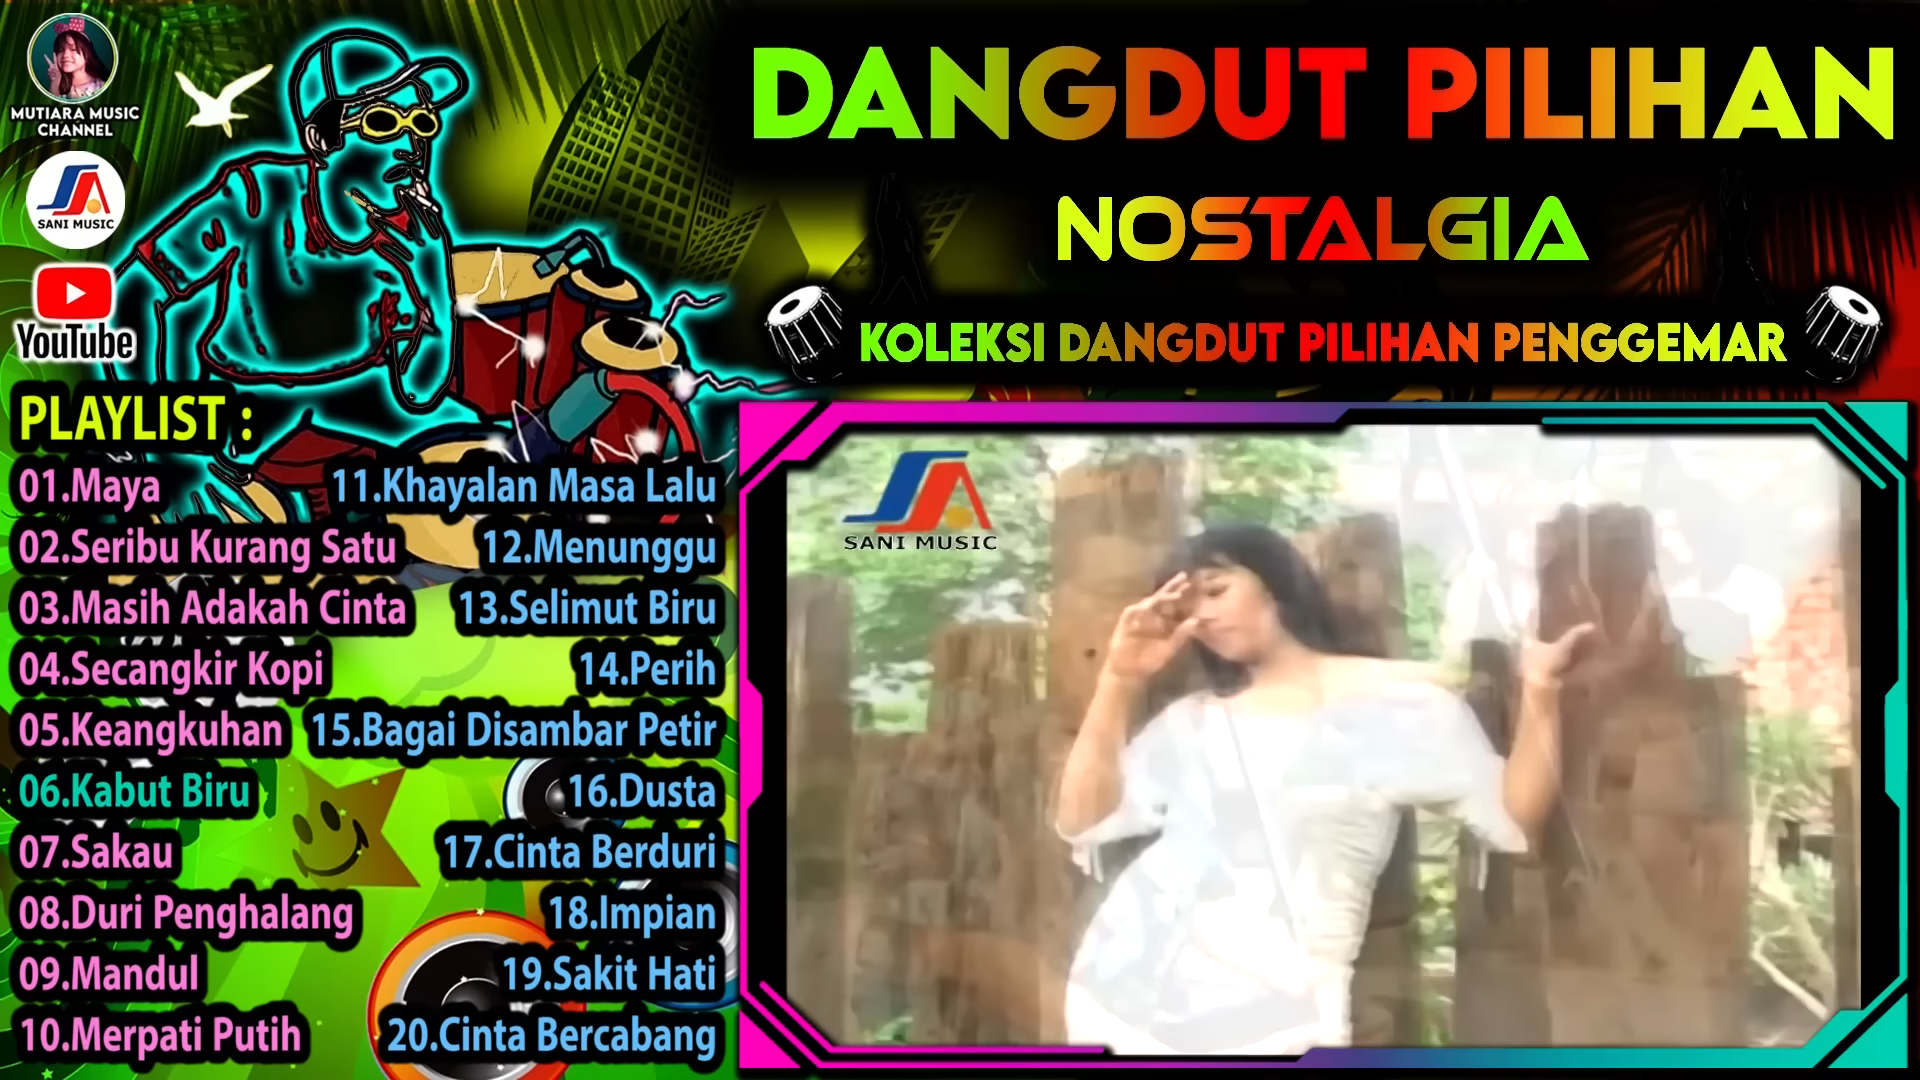 MUTIARA MUSIC
CHANNEL
SANI MUSIC
YouTube
DANGDUT PILIHAN
NOSTALGIA
KOLEKSI DANGDUT PILIHAN PENGGEMAR
PLAYLIST :
01.Maya
02.Seribu Kurang Satu
03.Masih Adakah Cinta
04.Secangkir Kopi
05.Keangkuhan
06.Kabut Biru
07.Sakau
08.Duri Penghalang
09.Mandul
10.Merpati Putih
11.Khayalan Masa Lalu
12.Menunggu
13.Selimut Biru
14.Perih
15.Bagai Disambar Petir
16.Dusta
17.Cinta Berduri
18.Impian
19.Sakit Hati
20.Cinta Bercabang
SANI MUSIC